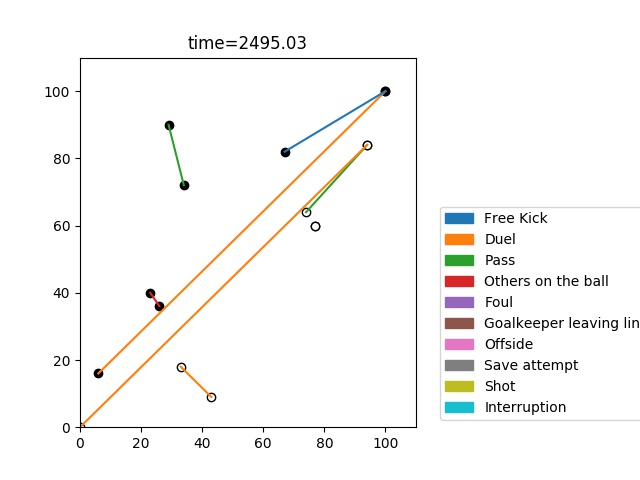 time=2495.03
100
80
60
40
20
0
0 20 40 60 80 100
Free Kick
Duel
Pass
Others on the ball
Foul
Goalkeeper leaving lin
Offside
Save attempt
Shot
Interruption